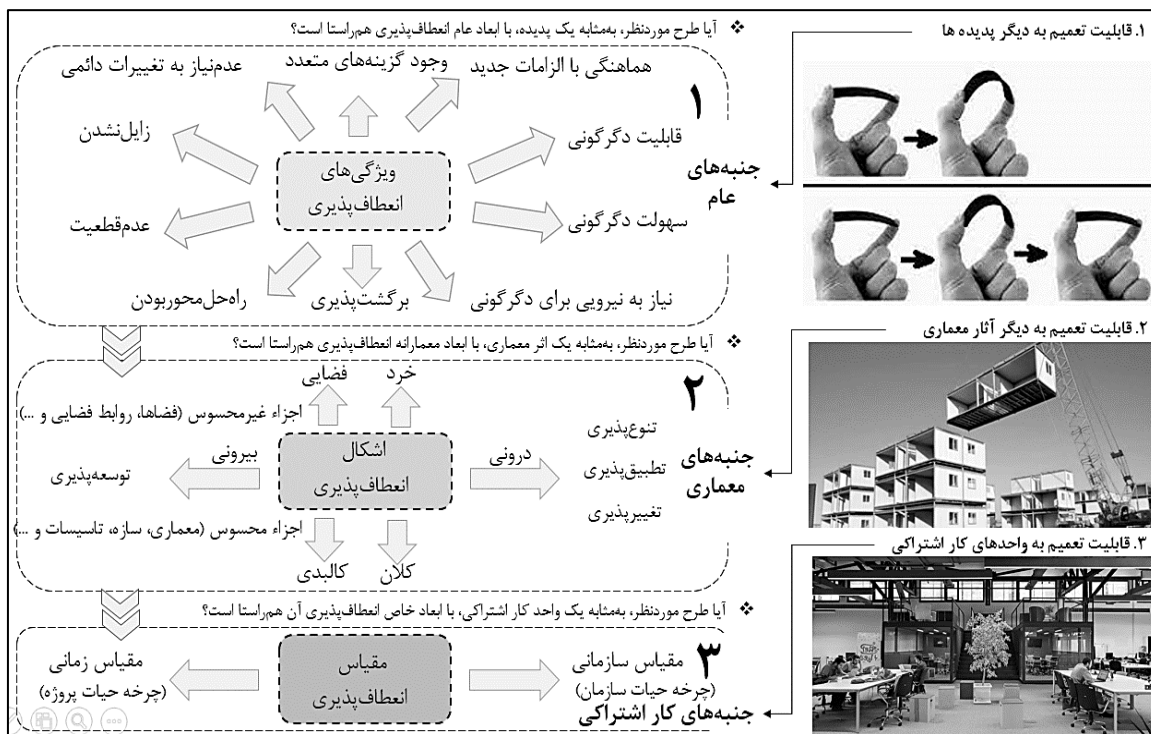 ❖ آیا طرح موردنظر، به‌مثابه یک پدیده، با ابعاد عام انعطاف‌پذیری هم‌راستا است؟
۱. قابلیت تعمیم به دیگر پدیده ها
۱
جنبه‌های
عام
هماهنگی با الزامات جدید
وجود گزینه‌های متعدد
عدم‌نیاز به تغییرات دائمی
قابلیت دگرگونی
زایل‌نشدن
ویژگی‌های
انعطاف‌پذیری
سهولت دگرگونی
عدم‌قطعیت
نیاز به نیرویی برای دگرگونی
برگشت‌پذیری
راه‌حل‌محوربودن
❖ آیا طرح موردنظر، به‌مثابه یک اثر معماری، با ابعاد معمارانه انعطاف‌پذیری هم‌راستا است؟
۲. قابلیت تعمیم به دیگر آثار معماری
۲
جنبه‌های
معماری
خرد
فضایی
اجزاء غیرمحسوس (فضاها، روابط فضایی و ...)
تنوع‌پذیری
تطبیق‌پذیری
تغییرپذیری
درونی
اشکال
انعطاف‌پذیری
بیرونی
توسعه‌پذیری
اجزاء محسوس (معماری، سازه، تاسیسات و ...)
کلان
کالبدی
❖ آیا طرح موردنظر، به‌مثابه یک واحد کار اشتراکی، با ابعاد خاص انعطاف‌پذیری آن هم‌راستا است؟
۳. قابلیت تعمیم به واحدهای کار اشتراکی
۳
مقیاس سازمانی
(چرخه حیات سازمان)
مقیاس
انعطاف‌پذیری
مقیاس زمانی
(چرخه حیات پروژه)
جنبه‌های کار اشتراکی